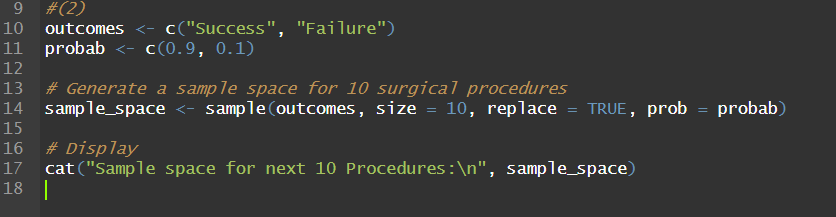 9 #(2)
10 outcomes <- c("Success", "Failure")
11 probab <- c(0.9, 0.1)
12
13 # Generate a sample space for 10 surgical procedures
14 sample_space <- sample(outcomes, size = 10, replace = TRUE, prob = probab)
15
16 # Display
17 cat("Sample space for next 10 Procedures:\n", sample_space)
18